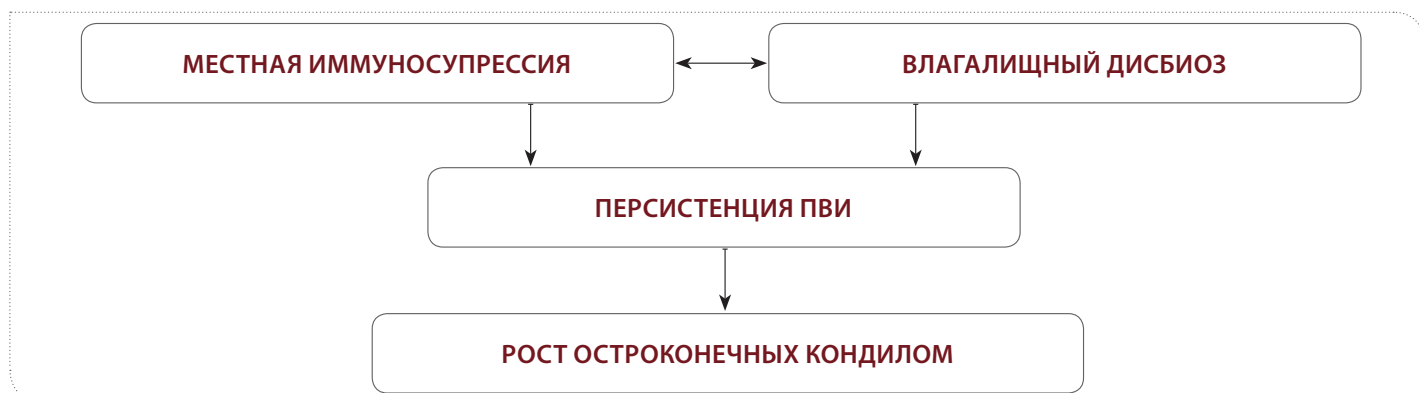 МЕСТНАЯ ИММУНОСУПРЕССИЯ
ВЛАГАЛИЩНЫЙ ДИСБИОЗ
ПЕРСИСТЕНЦИЯ ПВИ
РОСТ ОСТРОКОНЕЧНЫХ КОНДИЛОМ